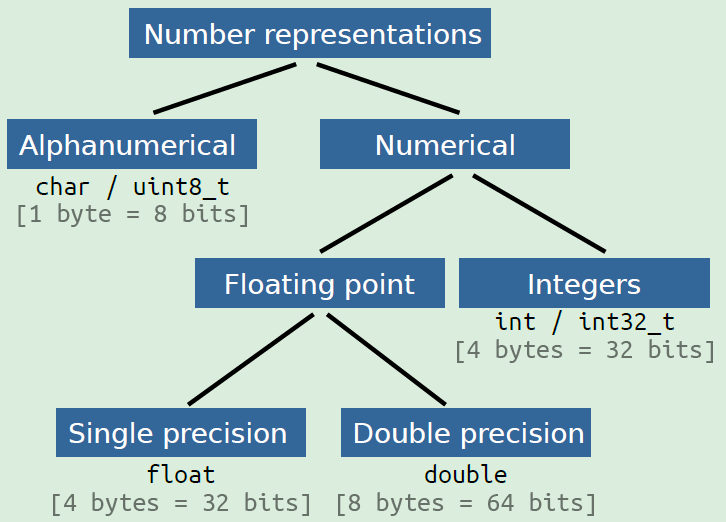 Number representations
Alphanumerical
Numerical
char / uint8_t
[1 byte = 8 bits]
Floating point
Integers
int / int32_t
[4 bytes = 32 bits]
Single precision
Double precision
float
double
[4 bytes = 32 bits]
[8 bytes = 64 bits]